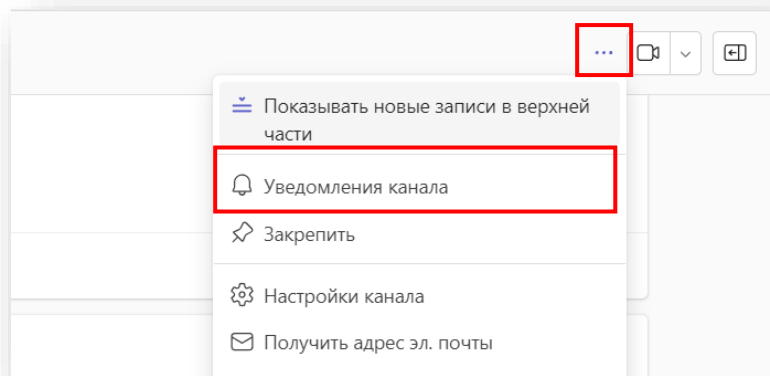 Показывать новые записи в верхней
части
Уведомления канала
Закрепить
Настройки канала
Получить адрес эл. почты